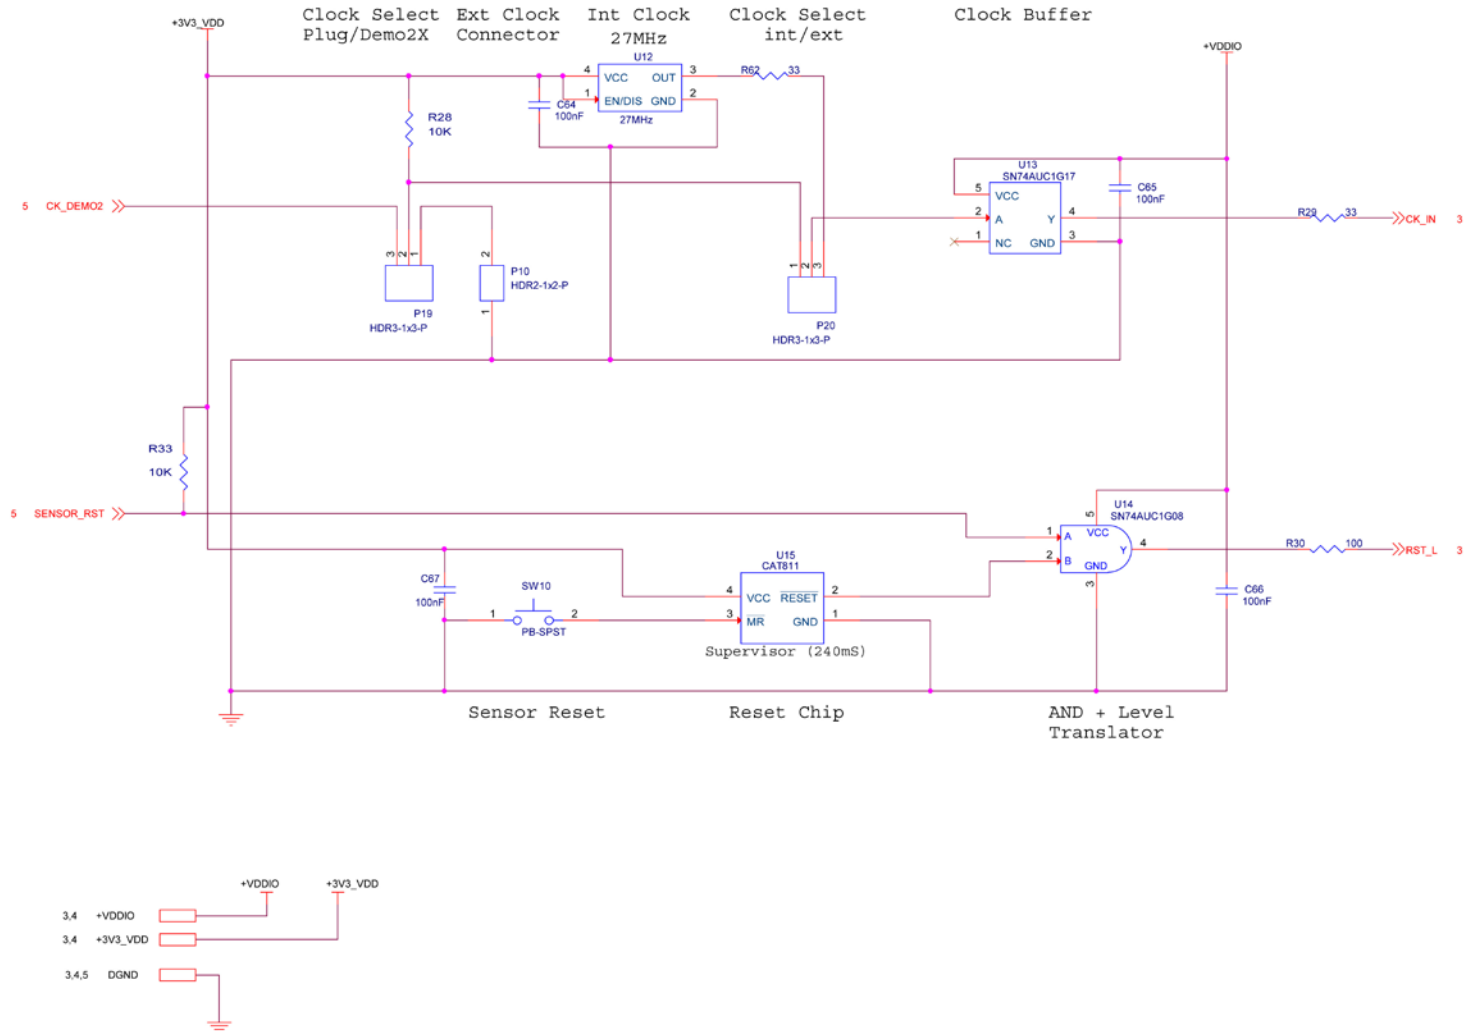 Clock Select
Plug/Demo2X
Ext Clock
Connector
Int Clock
27MHz
Clock Select
int/ext
Clock Buffer
+3V3_VDD
+VDDIO
U12
4 VCC OUT 3
1 EN/DIS GND 2
27MHz
R62 33
C64
100nF
R28
10K
U13
SN74AUC1G17
5 VCC
2 A Y 4
1 NC GND 3
C65
100nF
R29 33
CK_IN 3
5 CK_DEMO2
3 2 1
P19
HDR3-1x3-P
2
P10
HDR2-1x2-P
1
1 2 3
P20
HDR3-1x3-P
R33
10K
5 SENSOR_RST
U14
SN74AUC1G08
5
VCC
1 A
2 B
Y 4
GND
3
R30 100
RST_L 3
C66
100nF
C67
100nF
SW10
1 2
PB-SPST
U15
CAT811
4 VCC RESET 2
3 MR GND 1
Supervisor (240mS)
Sensor Reset
Reset Chip
AND + Level
Translator
+VDDIO
+3V3_VDD
3,4 +VDDIO
3,4 +3V3_VDD
3,4,5 DGND